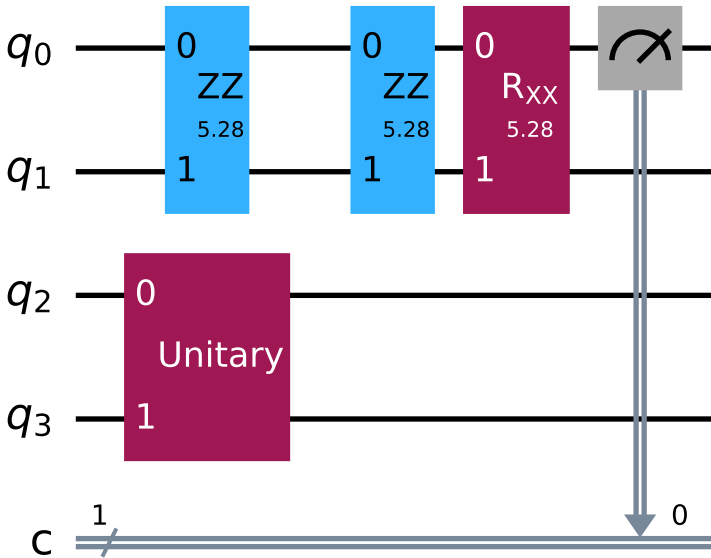 q0 0 0 0
ZZ ZZ RXX
5.28 5.28 5.28
q1 1 1 1
q2 0
Unitary
q3 1
1 0
c